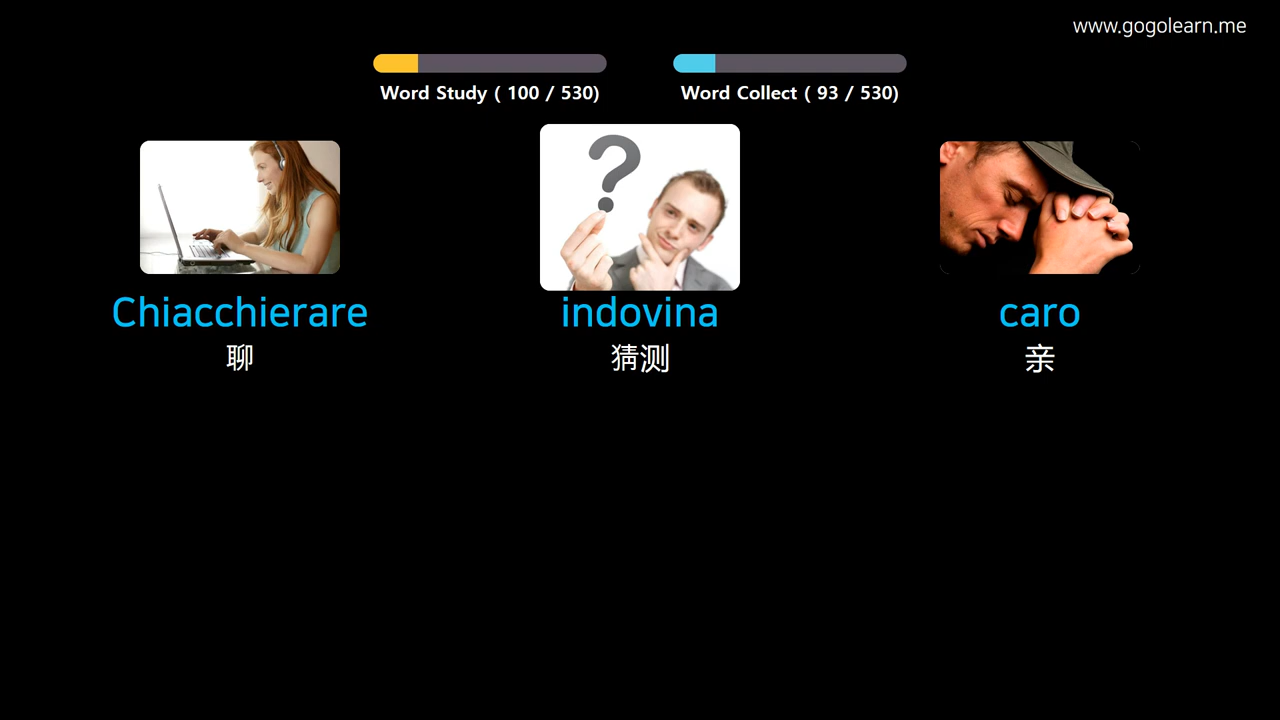 www.gogolearn.me
Word Study ( 100 / 530)
Word Collect ( 93 / 530)
Chiacchierare
聊
indovina
猜测
caro
亲